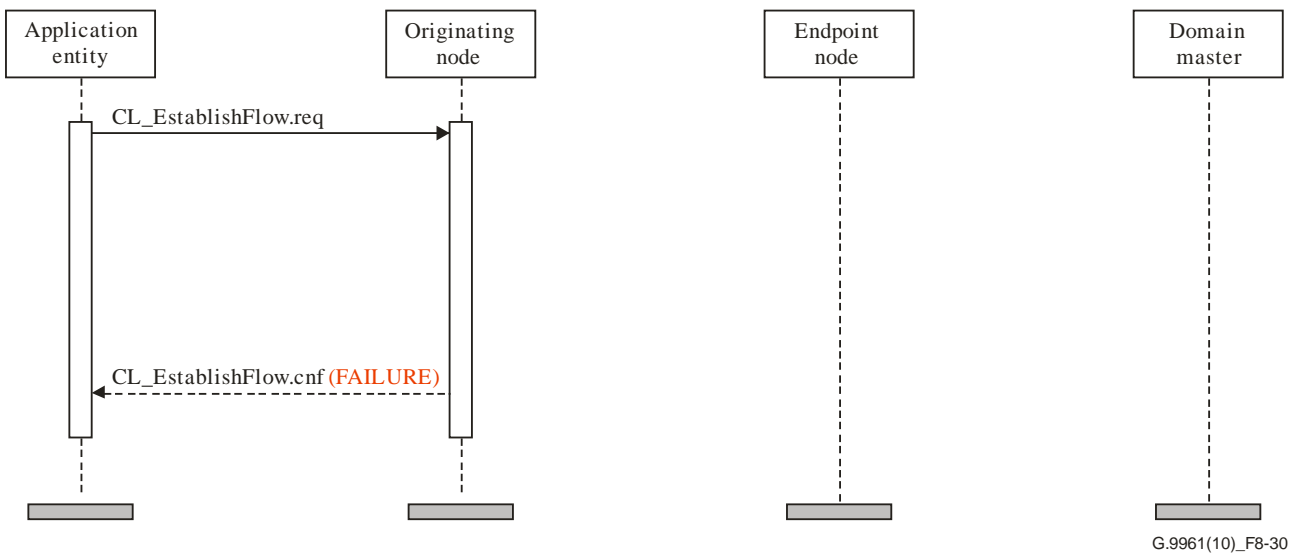 Application
entity
Originating
node
Endpoint
node
Domain
master
CL_EstablishFlow.req
CL_EstablishFlow.cnf (FAILURE)
G.9961(10)_F8-30